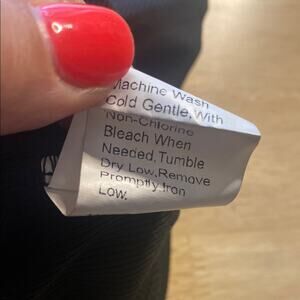 Machine Wash
Cold Gentle,With
Non-Chlorine
Bleach When
Needed,Tumble
Dry Low,Remove
Promptly.Iron
Low.